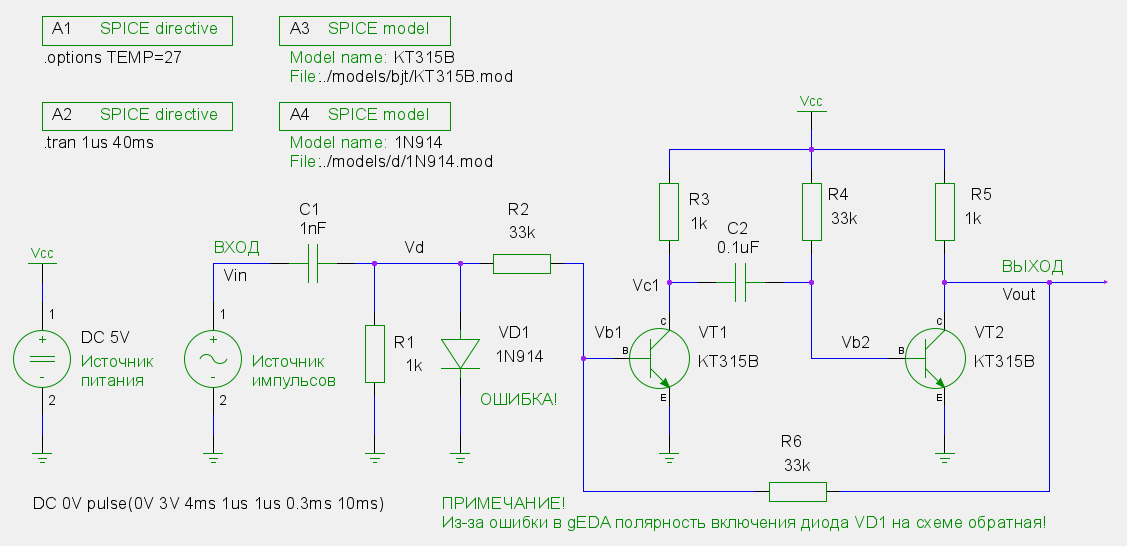 A1 SPICE directive
.options TEMP=27
A2 SPICE directive
.tran 1us 40ms
A3 SPICE model
Model name: KT315B
File:./models/bjt/KT315B.mod
A4 SPICE model
Model name: 1N914
File:./models/d/1N914.mod
Vcc
1
2
DC 5V
Источник
питания
ВХОД
Vin
1
2
Источник
импульсов
C1
1nF
Vd
R1
1k
VD1
1N914
ОШИБКА!
R2
33k
Vb1
Vcc
R3
1k
Vc1
C2
0.1uF
R4
33k
R5
1k
C
B
E
VT1
KT315B
Vb2
C
B
E
VT2
KT315B
ВЫХОД
Vout
R6
33k
DC 0V pulse(0V 3V 4ms 1us 1us 0.3ms 10ms)
ПРИМЕЧАНИЕ!
Из-за ошибки в gEDA полярность включения диода VD1 на схеме обратная!